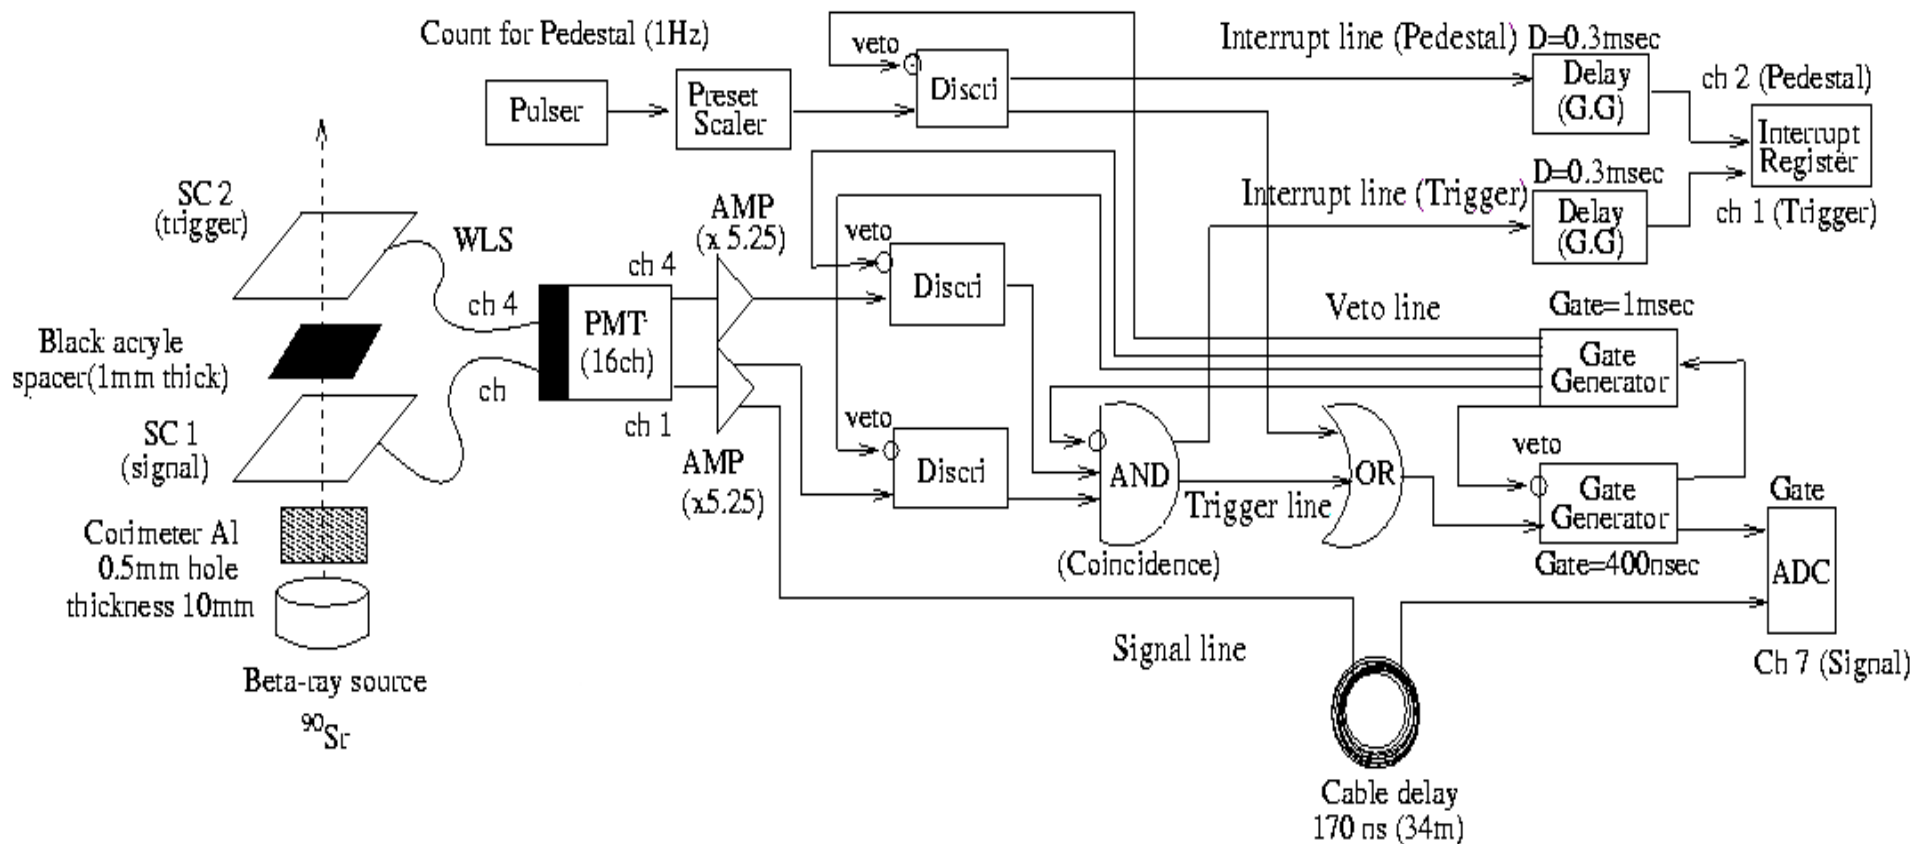 Count for Pedestal (1Hz)
Pulser
Preset
Scaler
veto
Discri
Interrupt line (Pedestal)
D=0.3msec
Delay
(G.G)
ch 2 (Pedestal)
Interrupt
Register
ch 1 (Trigger)
Interrupt line (Trigger)
D=0.3msec
Delay
(G.G)
SC 2
(trigger)
WLS
ch 4
Black acryle
spacer(1mm thick)
ch
SC 1
(signal)
Corimeter Al
0.5mm hole
thickness 10mm
Beta-ray source
90Sr
PMT
(16ch)
ch 4
ch 1
AMP
(x 5.25)
AMP
(x5.25)
veto
Discri
veto
Discri
Veto line
Gate=1msec
Gate
Generator
AND
(Coincidence)
Trigger line
OR
veto
Gate
Generator
Gate=400nsec
Gate
ADC
Ch 7 (Signal)
Signal line
Cable delay
170 ns (34m)